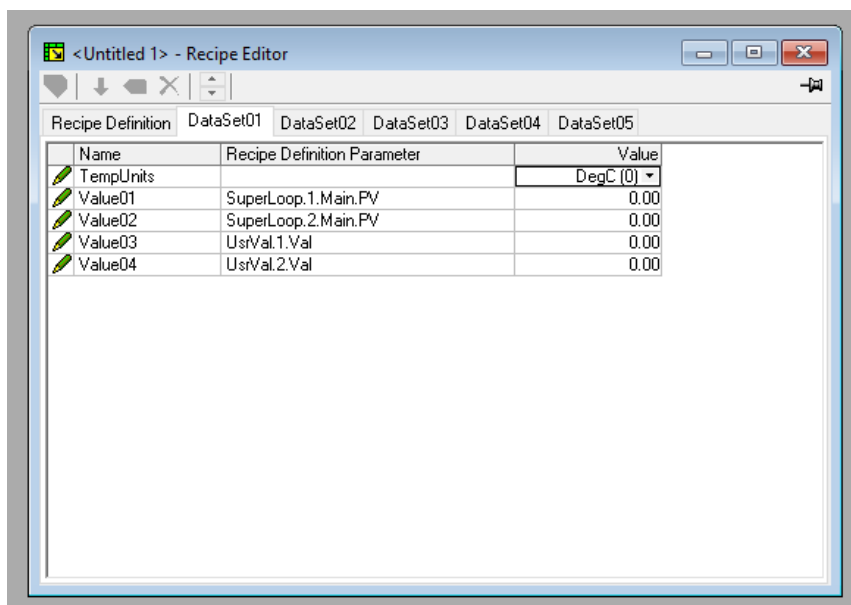 <Untitled 1> - Recipe Editor
Recipe Definition DataSet01 DataSet02 DataSet03 DataSet04 DataSet05
Name Recipe Definition Parameter Value
TempUnits DegC (0)
Value01 SuperLoop.1.Main.PV 0.00
Value02 SuperLoop.2.Main.PV 0.00
Value03 UsrVal.1.Val 0.00
Value04 UsrVal.2.Val 0.00